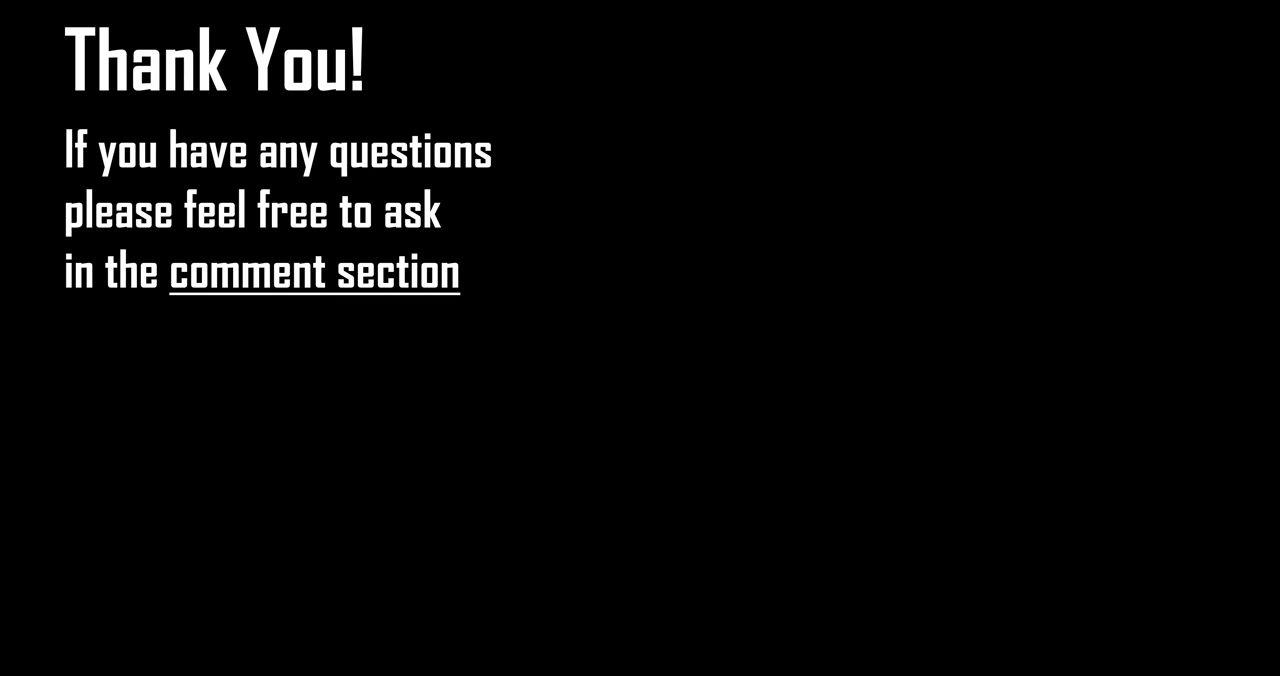 Thank You!
If you have any questions
please feel free to ask
in the comment section